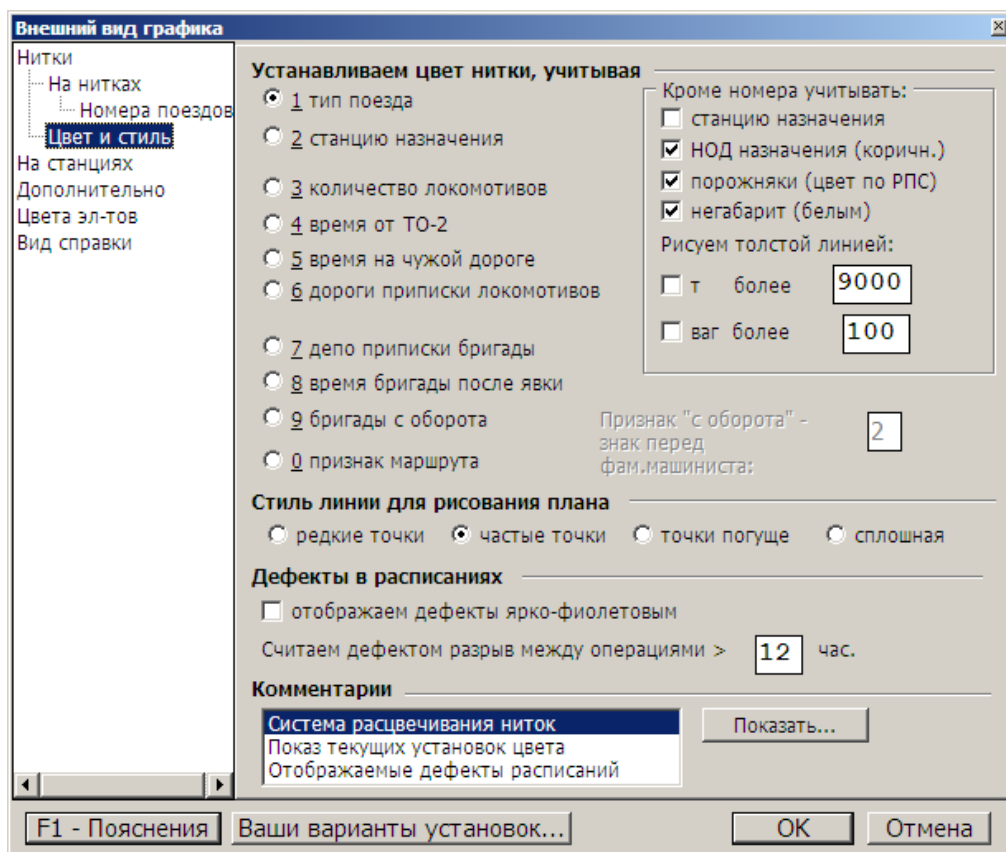 Внешний вид графика
Нитки
На нитках
Номера поездов
Цвет и стиль
На станциях
Дополнительно
Цвета эл-тов
Вид справки
Устанавливаем цвет нитки, учитывая
1 тип поезда
2 станцию назначения
3 количество локомотивов
4 время от ТО-2
5 время на чужой дороге
6 дороги приписки локомотивов
7 депо приписки бригады
8 время бригады после явки
9 бригады с оборота
0 признак маршрута
Кроме номера учитывать:
станцию назначения
НОД назначения (коричн.)
порожняки (цвет по РПС)
негабарит (белым)
Рисуем толстой линией:
т более 9000
ваг более 100
Признак "с оборота" -
знак перед
фам.машиниста:
2
Стиль линии для рисования плана
редкие точки частые точки точки погуще сплошная
Дефекты в расписаниях
отображаем дефекты ярко-фиолетовым
Считаем дефектом разрыв между операциями > 12 час.
Комментарии
Система расцвечивания ниток
Показ текущих установок цвета
Отображаемые дефекты расписаний
Показать...
F1 - Пояснения Ваши варианты установок... OK Отмена